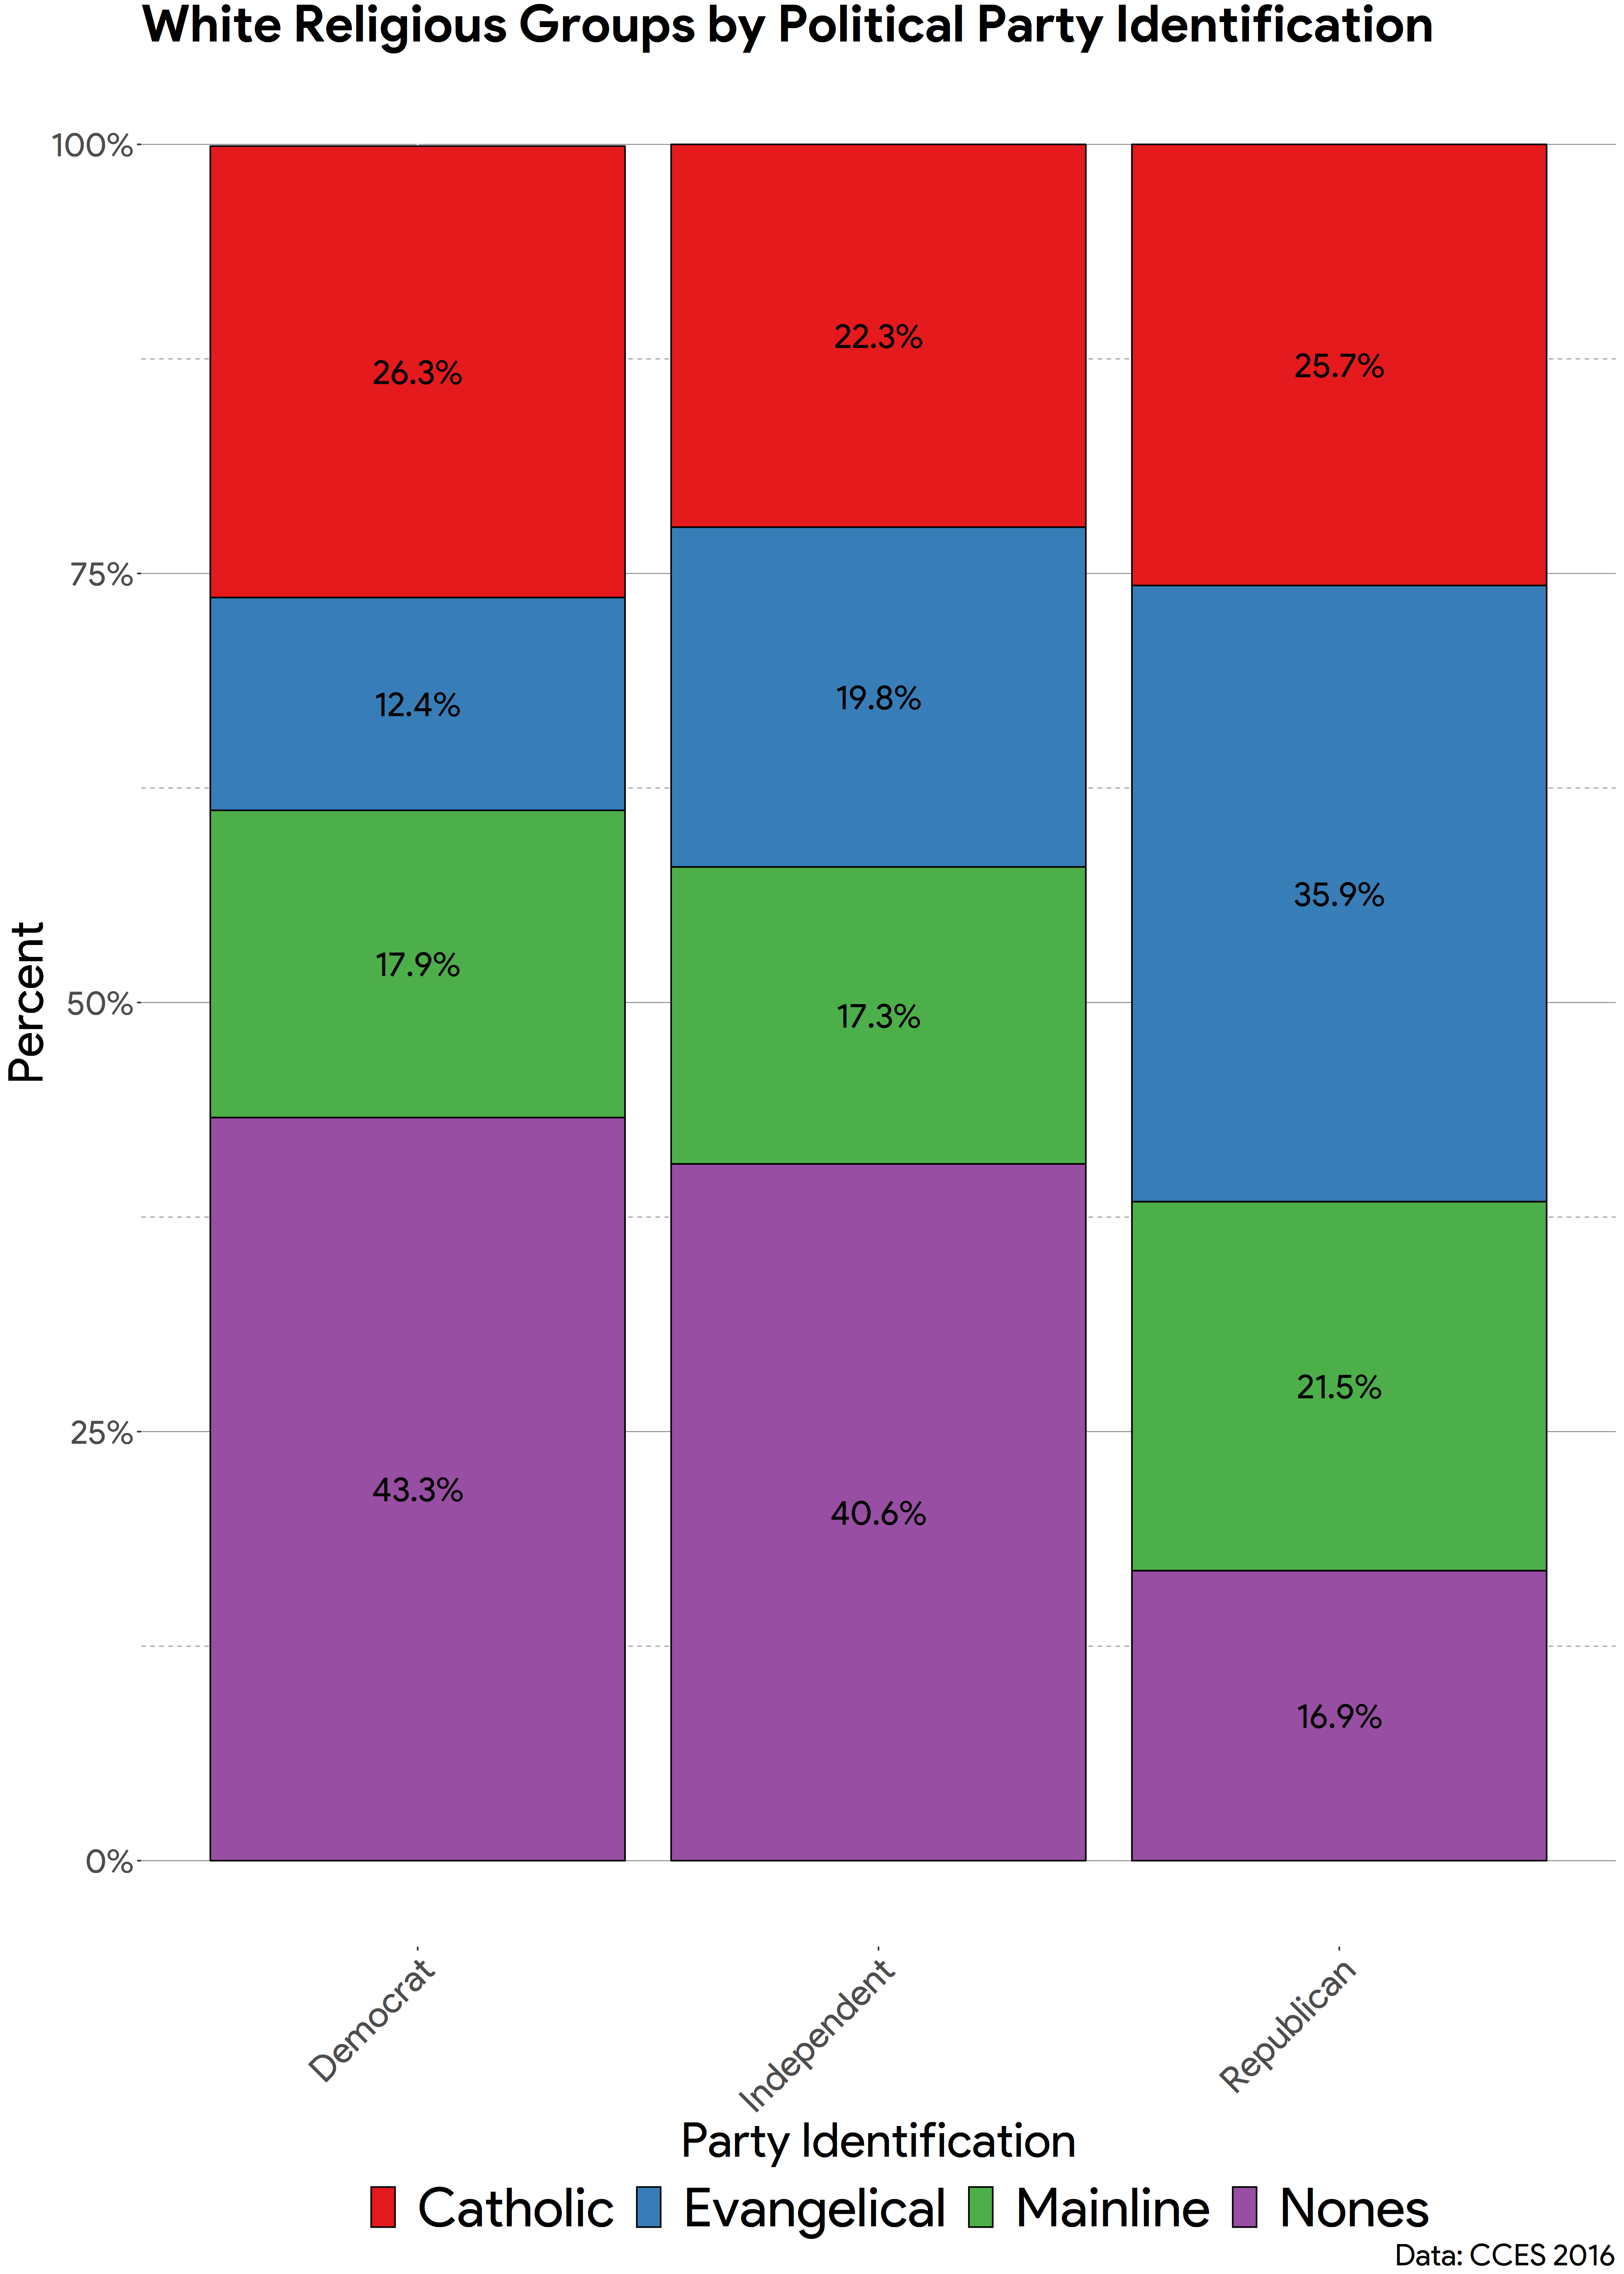 White Religious Groups by Political Party Identification
100%
26.3%
22.3%
25.7%
75%
12.4%
19.8%
35.9%
Percent
50%
17.9%
17.3%
21.5%
25%
43.3%
40.6%
16.9%
0%
Democrat
Independent
Republican
Party Identification
Catholic Evangelical Mainline Nones
Data: CCES 2016